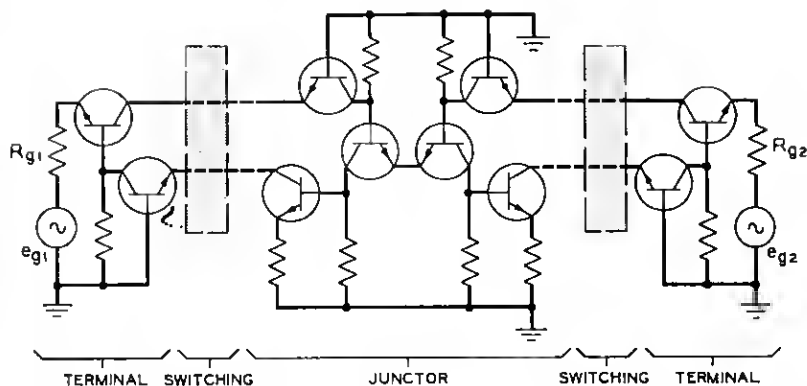 Rg1
eg1
Rg2
eg2
TERMINAL SWITCHING JUNCTOR SWITCHING TERMINAL